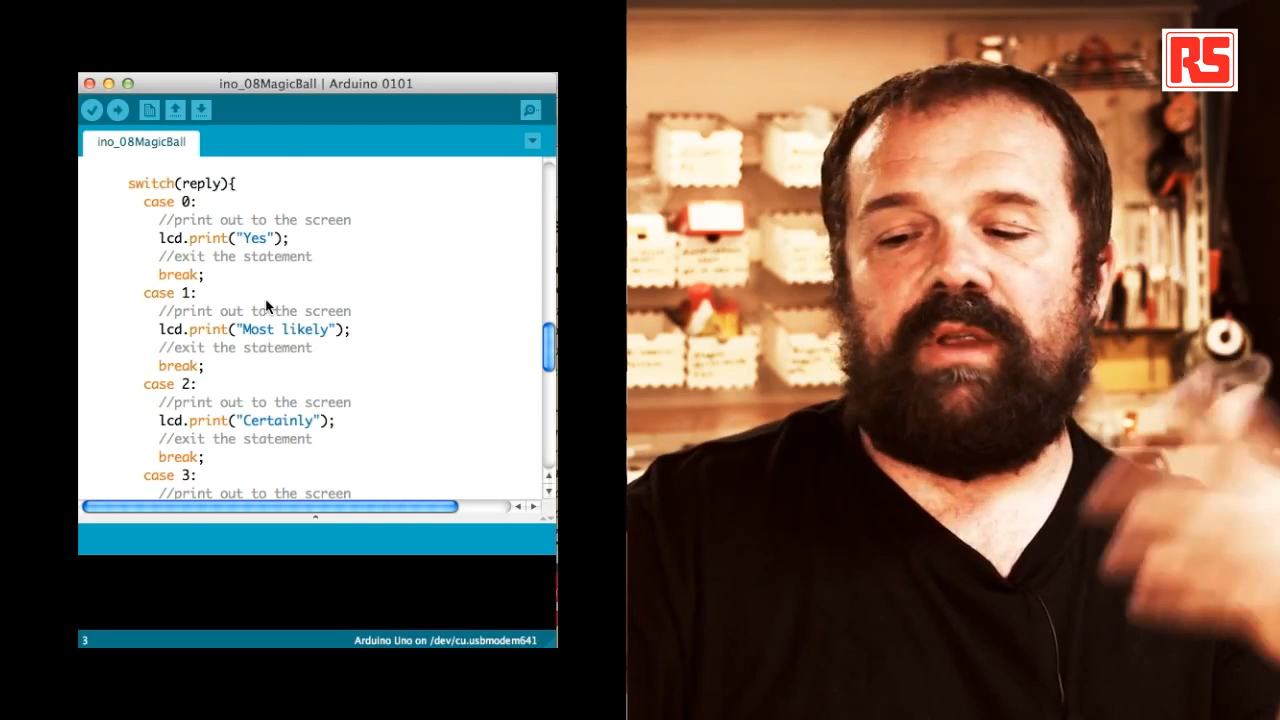 ino_08MagicBall | Arduino 0101
ino_08MagicBall
switch(reply){
case 0:
//print out to the screen
lcd.print("Yes");
//exit the statement
break;
case 1:
//print out to the screen
lcd.print("Most likely");
//exit the statement
break;
case 2:
//print out to the screen
lcd.print("Certainly");
//exit the statement
break;
case 3:
//print out to the screen
3
Arduino Uno on /dev/cu.usbmodem641
RS